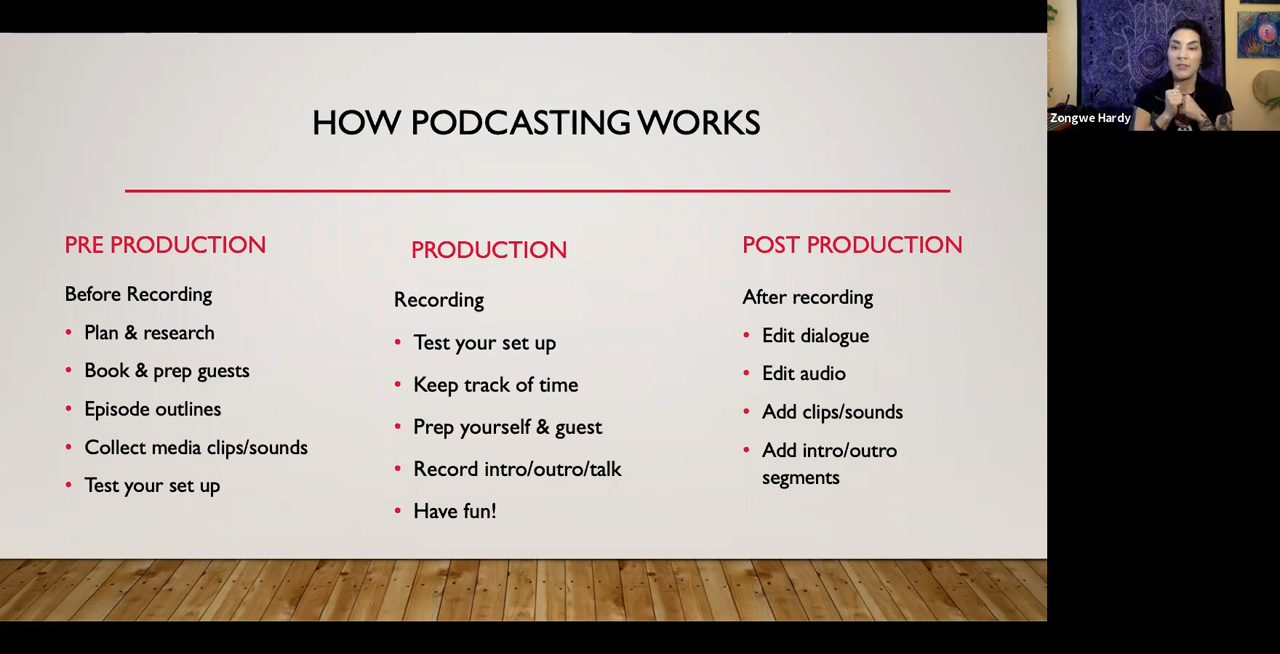 HOW PODCASTING WORKS
PRE PRODUCTION
Before Recording
• Plan & research
• Book & prep guests
• Episode outlines
• Collect media clips/sounds
• Test your set up
PRODUCTION
Recording
• Test your set up
• Keep track of time
• Prep yourself & guest
• Record intro/outro/talk
• Have fun!
POST PRODUCTION
After recording
• Edit dialogue
• Edit audio
• Add clips/sounds
• Add intro/outro
segments
Zongwe Hardy